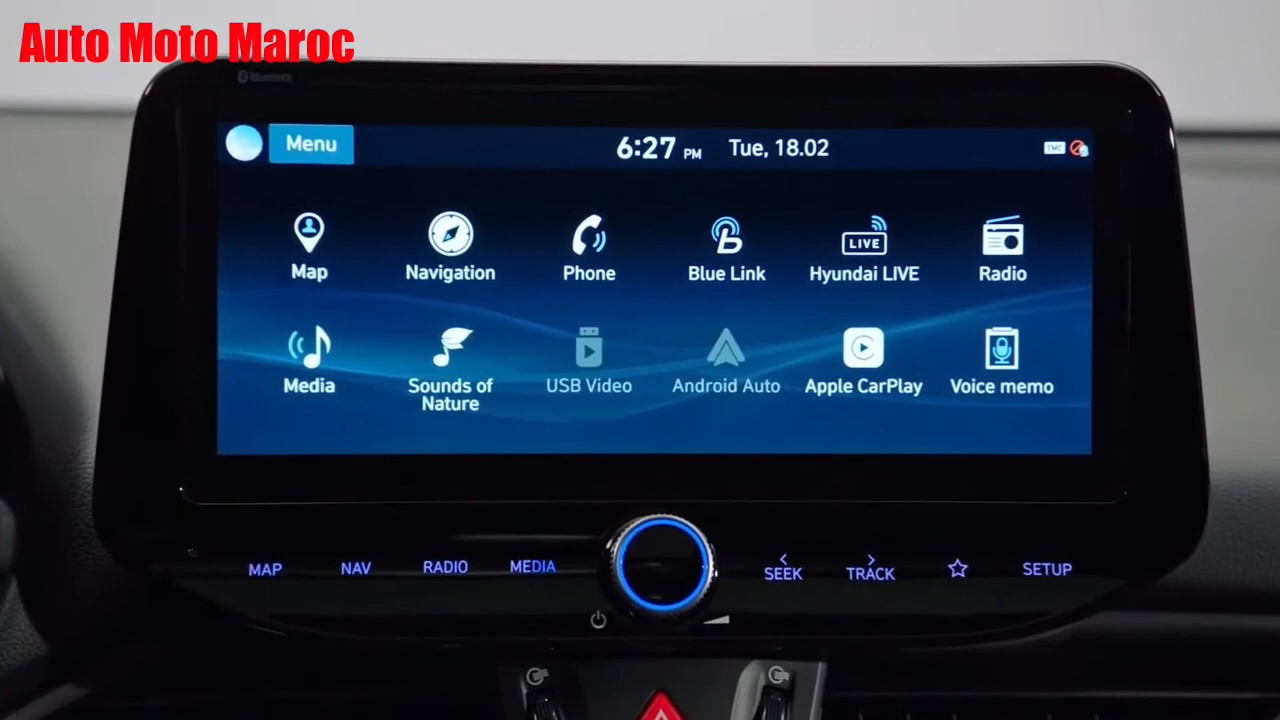 Auto Moto Maroc
Bluetooth
Menu
6:27 PM Tue, 18.02
TMC
Map
Navigation
Phone
Blue Link
LIVE
Hyundai LIVE
Radio
Media
Sounds of
Nature
USB Video
Android Auto
Apple CarPlay
Voice memo
MAP
NAV
RADIO
MEDIA
< SEEK
> TRACK
SETUP